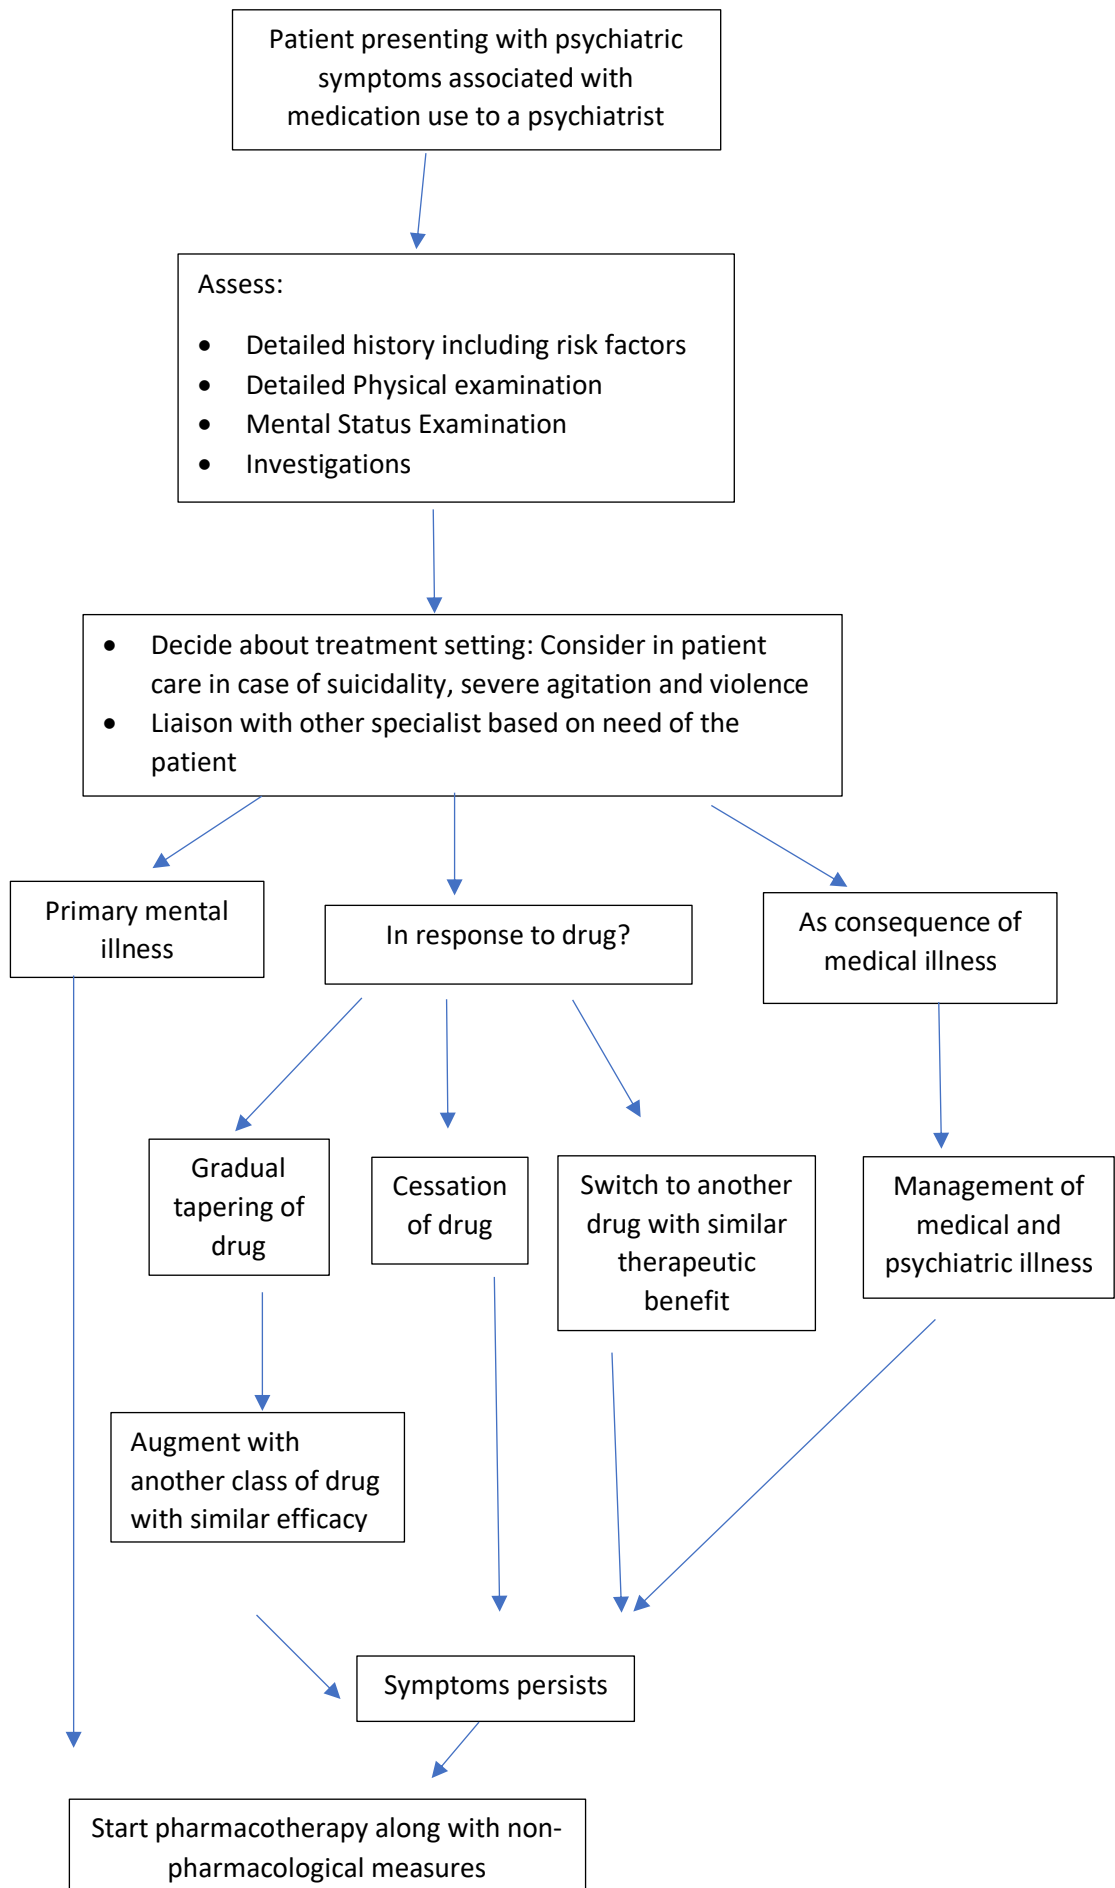 Patient presenting with psychiatric
symptoms associated with
medication use to a psychiatrist
Assess:
• Detailed history including risk factors
• Detailed Physical examination
• Mental Status Examination
• Investigations
• Decide about treatment setting: Consider in patient
care in case of suicidality, severe agitation and violence
• Liaison with other specialist based on need of the
patient
Primary mental
illness
In response to drug?
As consequence of
medical illness
Gradual
tapering of
drug
Cessation
of drug
Switch to another
drug with similar
therapeutic
benefit
Management of
medical and
psychiatric illness
Augment with
another class of drug
with similar efficacy
Symptoms persists
Start pharmacotherapy along with non-
pharmacological measures